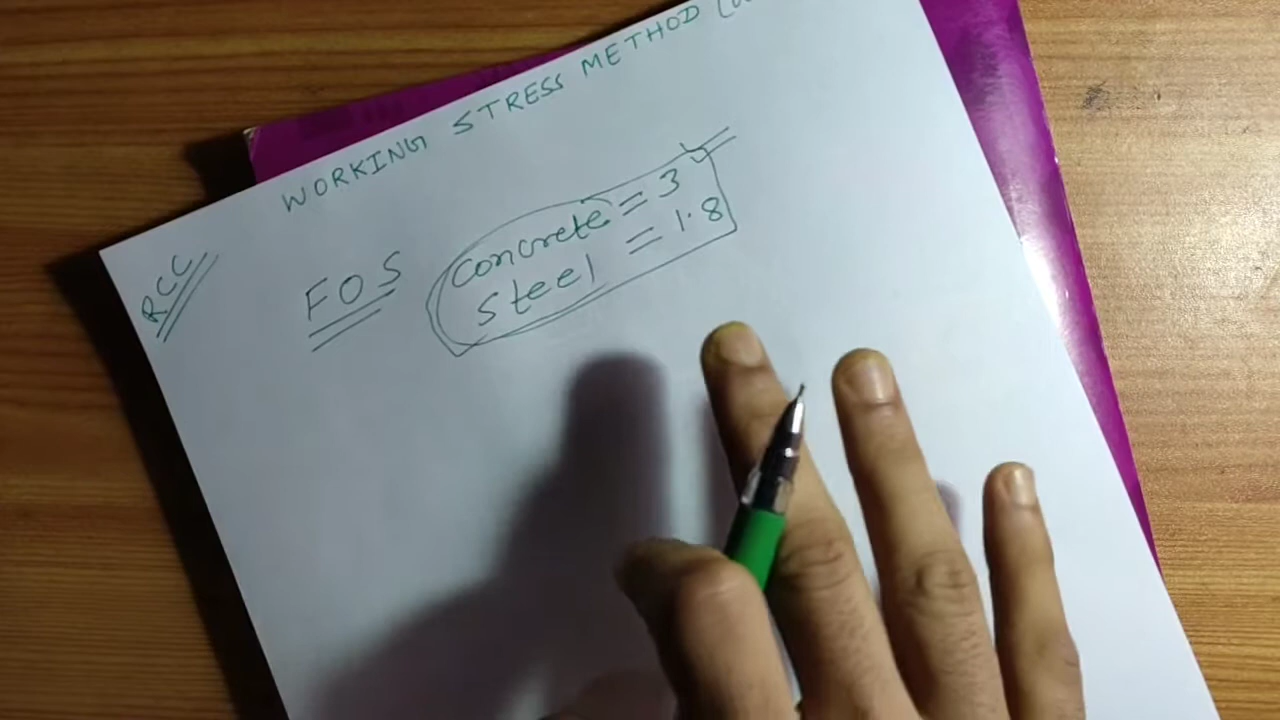 WORKING STRESS METHOD
RCC
FOS
concrete = 3
steel = 1.8